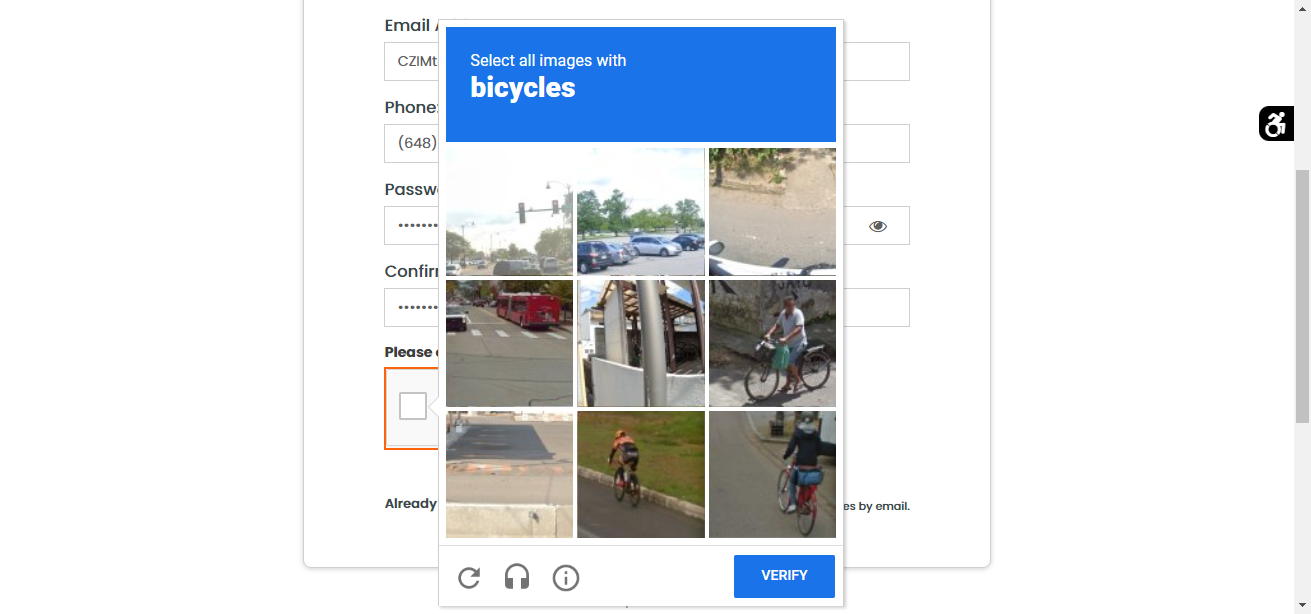 Email
CZIMt
Phone:
(648)
Passw
Confirm
Please
Already
es by email.
Select all images with
bicycles
VERIFY